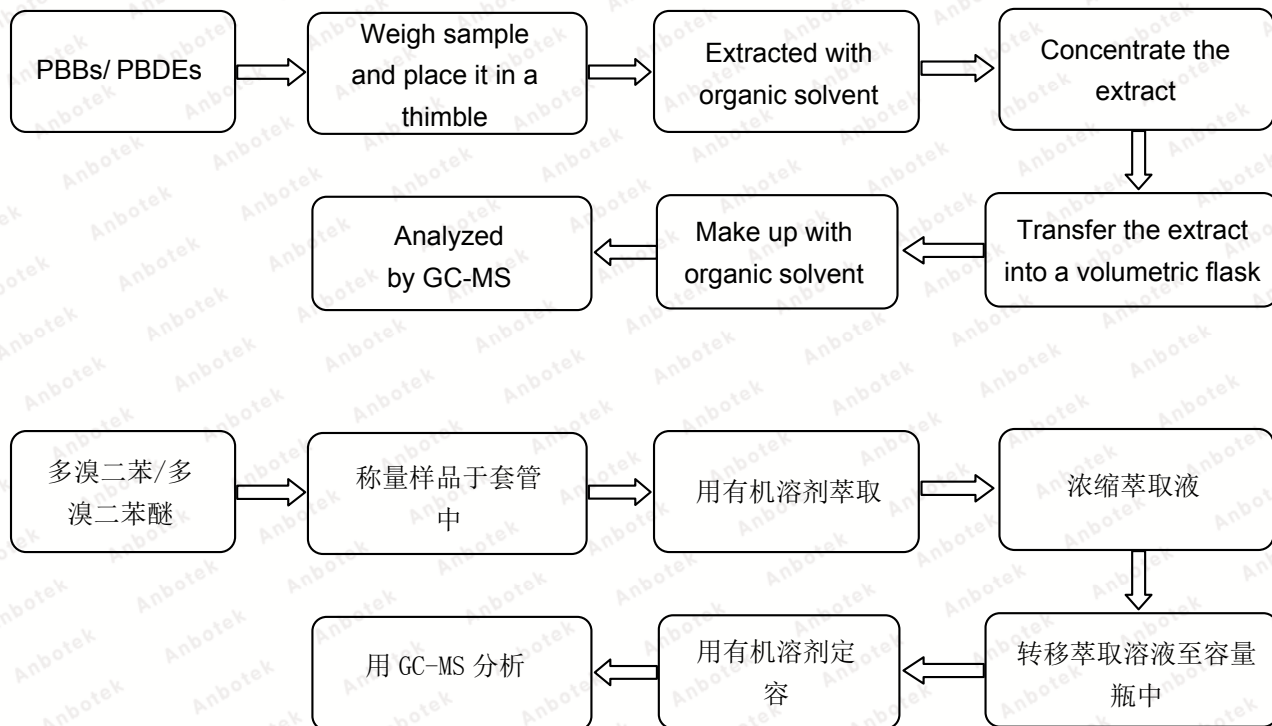 PBBs/ PBDEs
Weigh sample
and place it in a
thimble
Extracted with
organic solvent
Concentrate the
extract
Transfer the extract
into a volumetric flask
Make up with
organic solvent
Analyzed
by GC-MS
多溴二苯/多
溴二苯醚
称量样品于套管
中
用有机溶剂萃取
浓缩萃取液
转移萃取溶液至容量
瓶中
用有机溶剂定
容
用 GC-MS 分析
Anbotek